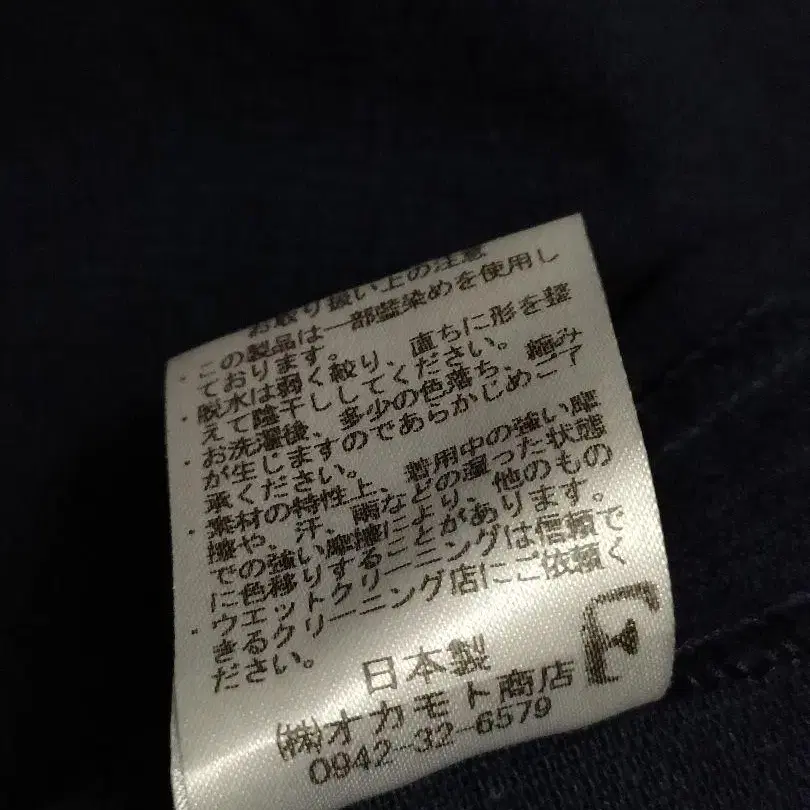 お取り扱い上の注意
・この製品は一部藍染めを使用し
ております。
・脱水は弱く絞り、直ちに形を整
えて陰干ししてください。
・お洗濯後、多少の色落ち、縮み
が生じますのであらかじめご了
承ください。
・素材の特性上、着用中の強い摩
擦や、汗、雨などの湿った状態
での強い摩擦により、他のもの
に色移りすることがあります。
・ウエットクリーニングは信頼で
きるクリーニング店にご依頼く
ださい。
日本製
㈱オカモト商店
0942-32-6579